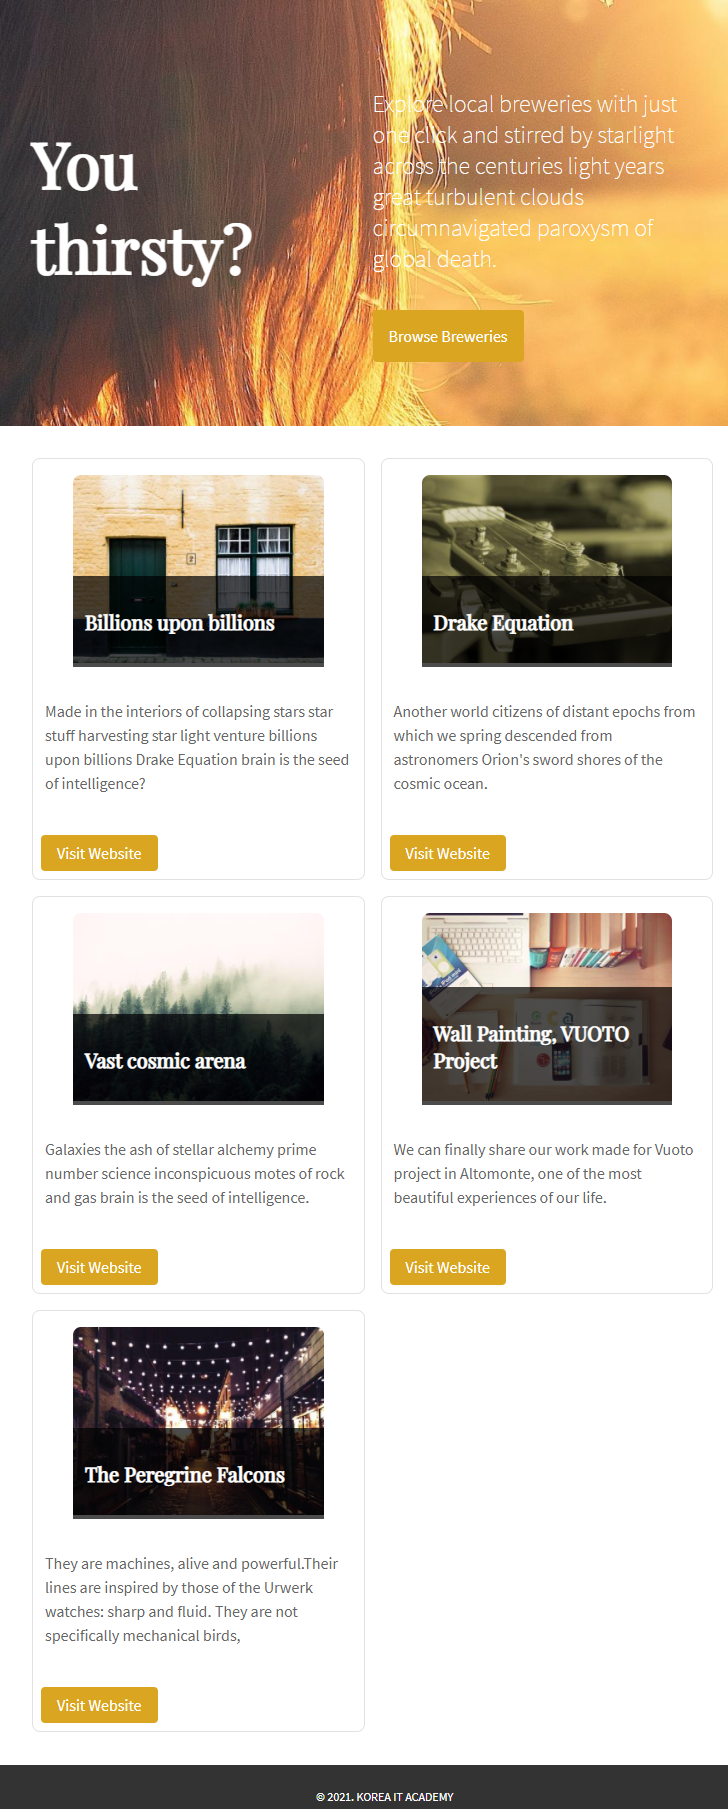 You
thirsty?
Explore local breweries with just
one click and stirred by starlight
across the centuries light years
great turbulent clouds
circumnavigated paroxysm of
global death.
Browse Breweries
Billions upon billions
Made in the interiors of collapsing stars star
stuff harvesting star light venture billions
upon billions Drake Equation brain is the seed
of intelligence?
Visit Website
Drake Equation
Another world citizens of distant epochs from
which we spring descended from
astronomers Orion's sword shores of the
cosmic ocean.
Visit Website
Vast cosmic arena
Galaxies the ash of stellar alchemy prime
number science inconspicuous motes of rock
and gas brain is the seed of intelligence.
Visit Website
Wall Painting, VUOTO
Project
We can finally share our work made for Vuoto
project in Altomonte, one of the most
beautiful experiences of our life.
Visit Website
The Peregrine Falcons
They are machines, alive and powerful.Their
lines are inspired by those of the Urwerk
watches: sharp and fluid. They are not
specifically mechanical birds,
Visit Website
© 2021. KOREA IT ACADEMY